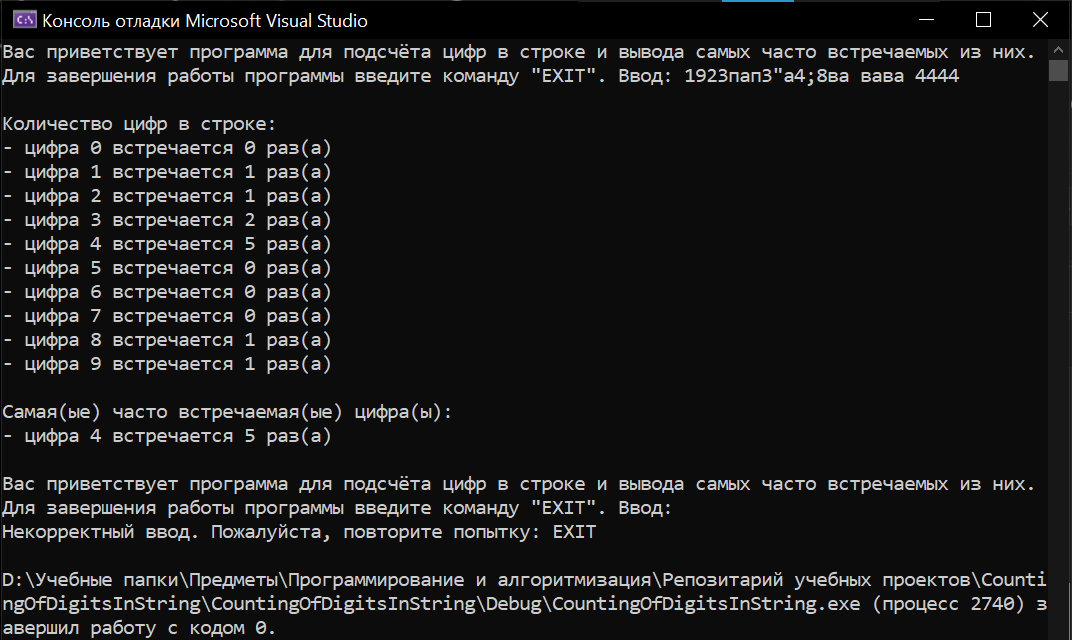 Консоль отладки Microsoft Visual Studio
Вас приветствует программа для подсчёта цифр в строке и вывода самых часто встречаемых из них.
Для завершения работы программы введите команду "EXIT". Ввод: 1923пап3"а4;8ва вава 4444
Количество цифр в строке:
- цифра 0 встречается 0 раз(а)
- цифра 1 встречается 1 раз(а)
- цифра 2 встречается 1 раз(а)
- цифра 3 встречается 2 раз(а)
- цифра 4 встречается 5 раз(а)
- цифра 5 встречается 0 раз(а)
- цифра 6 встречается 0 раз(а)
- цифра 7 встречается 0 раз(а)
- цифра 8 встречается 1 раз(а)
- цифра 9 встречается 1 раз(а)
Самая(ые) часто встречаемая(ые) цифра(ы):
- цифра 4 встречается 5 раз(а)
Вас приветствует программа для подсчёта цифр в строке и вывода самых часто встречаемых из них.
Для завершения работы программы введите команду "EXIT". Ввод:
Некорректный ввод. Пожалуйста, повторите попытку: EXIT
D:\Учебные папки\Предметы\Программирование и алгоритмизация\Репозитарий учебных проектов\Counti
ngOfDigitsInString\CountingOfDigitsInString\Debug\CountingOfDigitsInString.exe (процесс 2740) з
авершил работу с кодом 0.